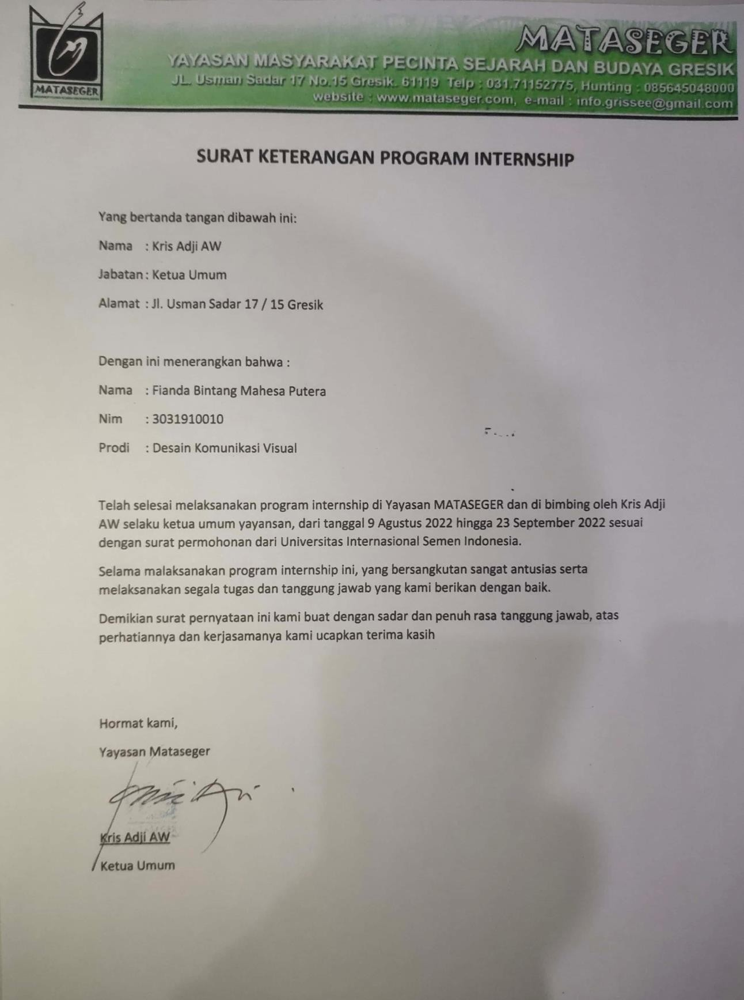 MATASEGER
MATASEGER
YAYASAN MASYARAKAT PECINTA SEJARAH DAN BUDAYA GRESIK
JL. Usman Sadar 17 No.15 Gresik. 61119 Telp : 031.71152775, Hunting : 085645048000
website : www.mataseger.com, e-mail : info.grissee@gmail.com
SURAT KETERANGAN PROGRAM INTERNSHIP
Yang bertanda tangan dibawah ini:
Nama : Kris Adji AW
Jabatan : Ketua Umum
Alamat : Jl. Usman Sadar 17 / 15 Gresik
Dengan ini menerangkan bahwa :
Nama : Fianda Bintang Mahesa Putera
Nim : 3031910010
Prodi : Desain Komunikasi Visual
Telah selesai melaksanakan program internship di Yayasan MATASEGER dan di bimbing oleh Kris Adji
AW selaku ketua umum yayansan, dari tanggal 9 Agustus 2022 hingga 23 September 2022 sesuai
dengan surat permohonan dari Universitas Internasional Semen Indonesia.
Selama malaksanakan program internship ini, yang bersangkutan sangat antusias serta
melaksanakan segala tugas dan tanggung jawab yang kami berikan dengan baik.
Demikian surat pernyataan ini kami buat dengan sadar dan penuh rasa tanggung jawab, atas
perhatiannya dan kerjasamanya kami ucapkan terima kasih
Hormat kami,
Yayasan Mataseger
Kris Adji AW
Ketua Umum